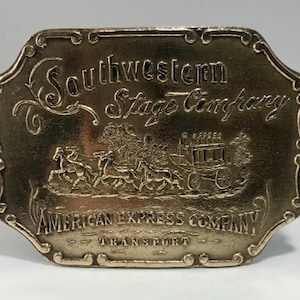 Southwestern
Stage Company
AMERICAN EXPRESS COMPANY
TRANSPORT